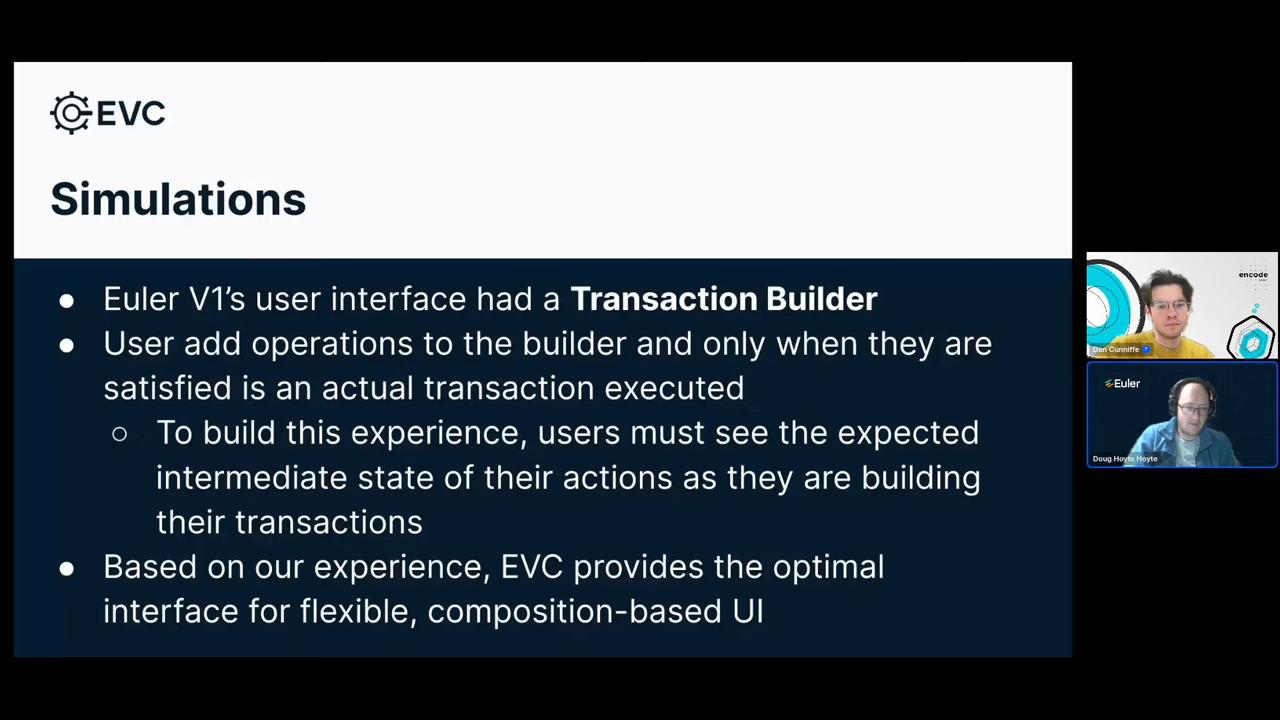 EVC
Simulations
● Euler V1's user interface had a Transaction Builder
● User add operations to the builder and only when they are
satisfied is an actual transaction executed
○ To build this experience, users must see the expected
intermediate state of their actions as they are building
their transactions
● Based on our experience, EVC provides the optimal
interface for flexible, composition-based UI
encode
Dan Cunniffe
Euler
Doug Hoyte Hoyte